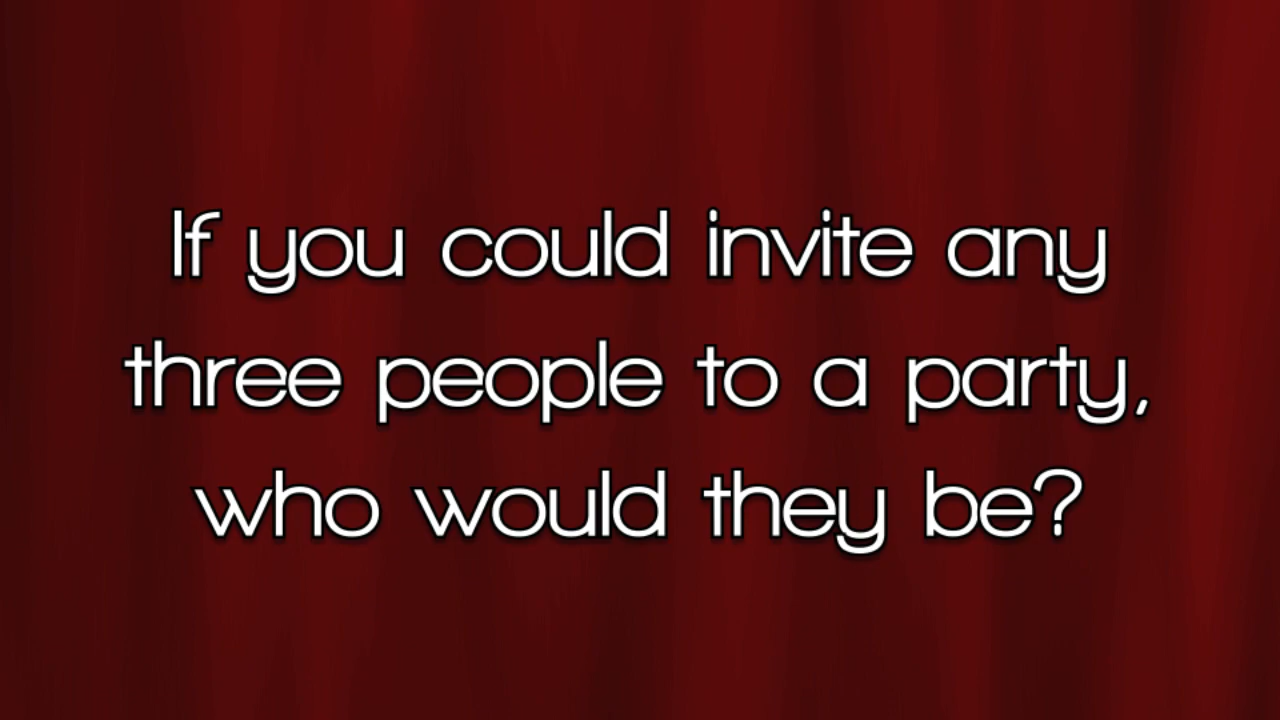 If you could invite any
three people to a party,
who would they be?